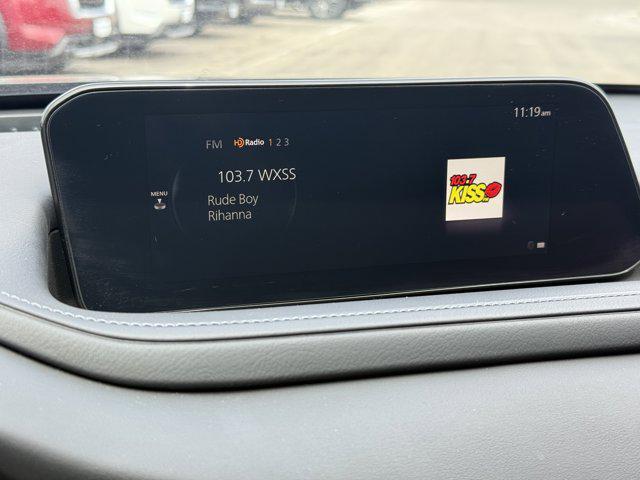 11:19 am
FM HD Radio 1 2 3
103.7 WXSS
MENU
Rude Boy
Rihanna
103.7
KISS